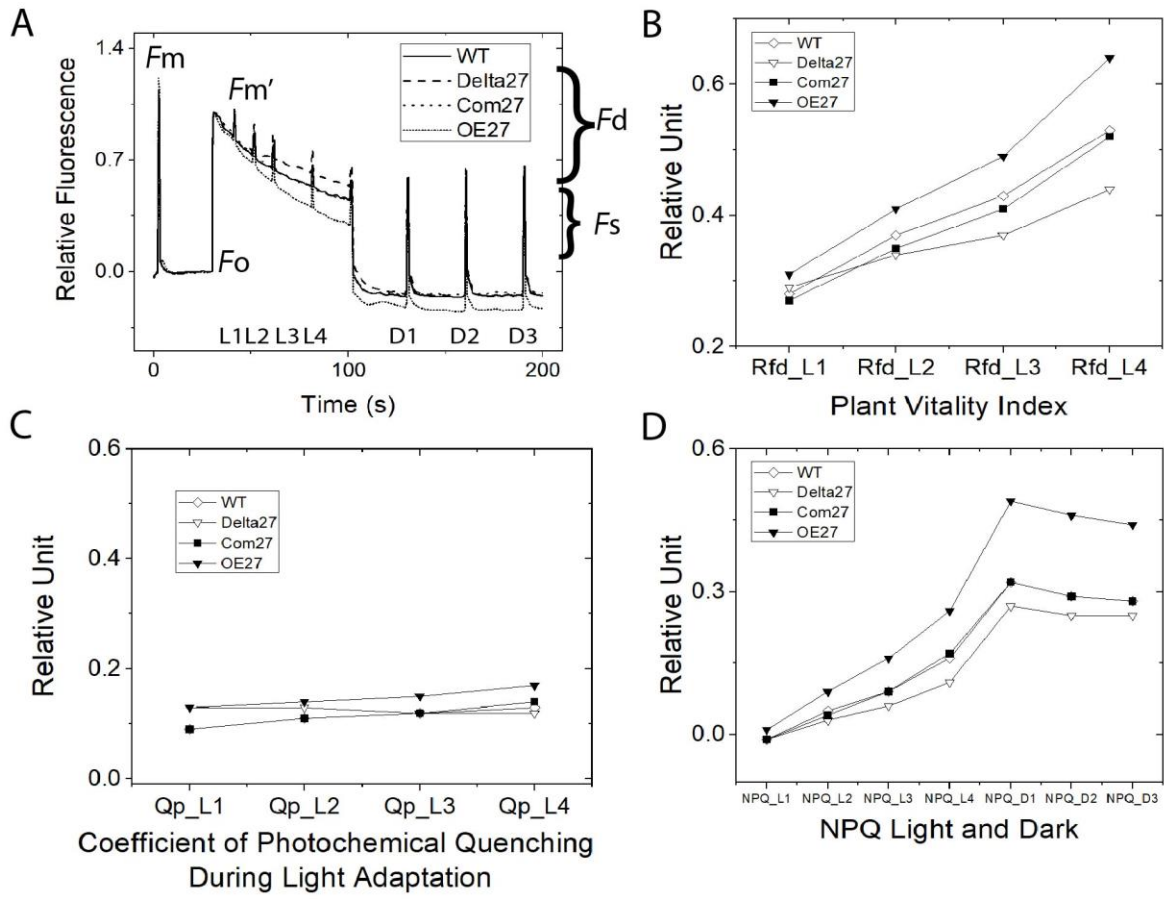 A
1.4
0.7
0.0
Relative Fluorescence
Fm
Fm'
Fo
WT
Delta27
Com27
OE27
Fd
Fs
L1 L2 L3 L4 D1 D2 D3
0 100 200
Time (s)
B
0.6
0.4
0.2
Relative Unit
WT
Delta27
Com27
OE27
Rfd_L1 Rfd_L2 Rfd_L3 Rfd_L4
Plant Vitality Index
C
0.6
0.4
0.2
0.0
Relative Unit
WT
Delta27
Com27
OE27
Qp_L1 Qp_L2 Qp_L3 Qp_L4
Coefficient of Photochemical Quenching
During Light Adaptation
D
0.6
0.3
0.0
Relative Unit
WT
Delta27
Com27
OE27
NPQ_L1 NPQ_L2 NPQ_L3 NPQ_L4 NPQ_D1 NPQ_D2 NPQ_D3
NPQ Light and Dark